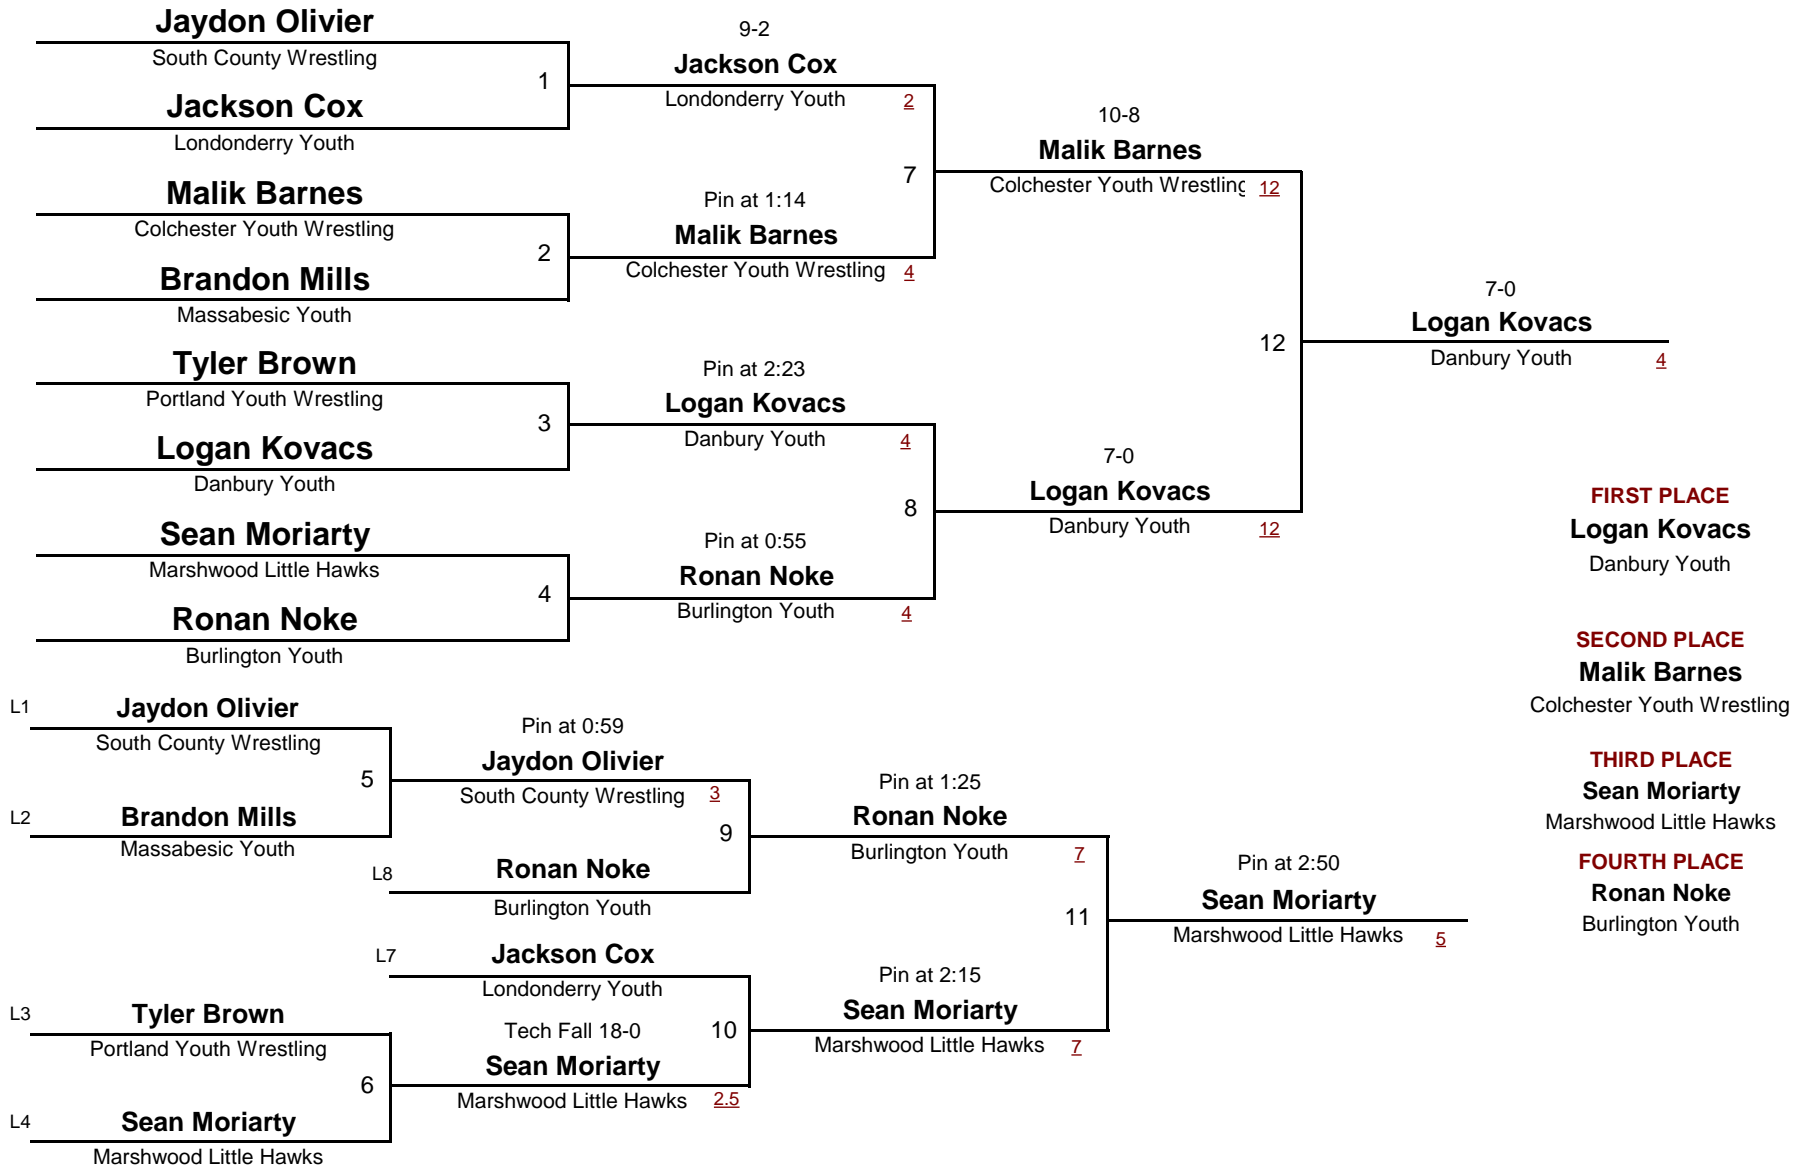 Jaydon Olivier
South County Wrestling
1
Jackson Cox
Londonderry Youth
9-2
Jackson Cox
Londonderry Youth 2
Malik Barnes
Colchester Youth Wrestling
2
Brandon Mills
Massabesic Youth
Pin at 1:14
Malik Barnes
Colchester Youth Wrestling 4
7
10-8
Malik Barnes
Colchester Youth Wrestling 12
Tyler Brown
Portland Youth Wrestling
3
Logan Kovacs
Danbury Youth
Pin at 2:23
Logan Kovacs
Danbury Youth 4
Sean Moriarty
Marshwood Little Hawks
4
Ronan Noke
Burlington Youth
Pin at 0:55
Ronan Noke
Burlington Youth 4
8
7-0
Logan Kovacs
Danbury Youth 12
12
7-0
Logan Kovacs
Danbury Youth 4
FIRST PLACE
Logan Kovacs
Danbury Youth
SECOND PLACE
Malik Barnes
Colchester Youth Wrestling
THIRD PLACE
Sean Moriarty
Marshwood Little Hawks
FOURTH PLACE
Ronan Noke
Burlington Youth
L1 Jaydon Olivier
South County Wrestling
5
L2 Brandon Mills
Massabesic Youth
Pin at 0:59
Jaydon Olivier
South County Wrestling 3
9
L8 Ronan Noke
Burlington Youth
Pin at 1:25
Ronan Noke
Burlington Youth 7
L7 Jackson Cox
Londonderry Youth
10
Tech Fall 18-0
Sean Moriarty
Marshwood Little Hawks 2.5
L3 Tyler Brown
Portland Youth Wrestling
6
L4 Sean Moriarty
Marshwood Little Hawks
Pin at 2:15
Sean Moriarty
Marshwood Little Hawks 7
11
Pin at 2:50
Sean Moriarty
Marshwood Little Hawks 5